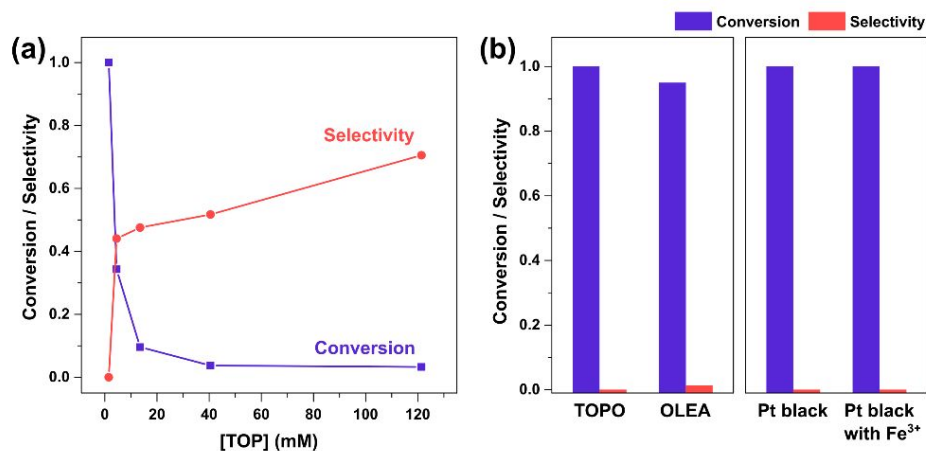 (a)
Conversion / Selectivity
1.0
0.8
0.6
0.4
0.2
0.0
Selectivity
Conversion
0 20 40 60 80 100 120
[TOP] (mM)
(b)
Conversion Selectivity
Conversion / Selectivity
1.0
0.8
0.6
0.4
0.2
0.0
TOPO OLEA
Pt black Pt black
with Fe³⁺